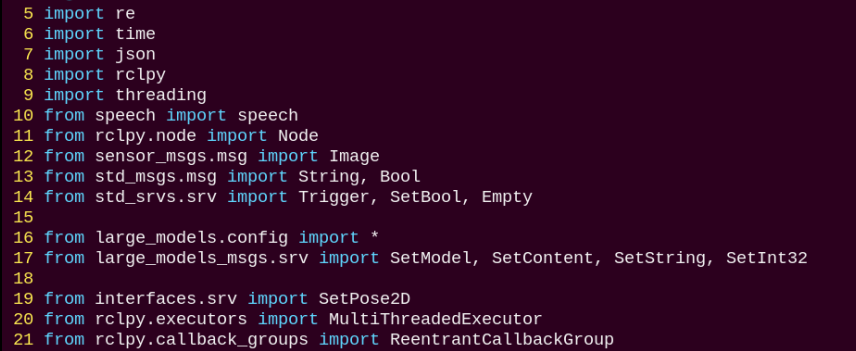 5 import re
6 import time
7 import json
8 import rclpy
9 import threading
10 from speech import speech
11 from rclpy.node import Node
12 from sensor_msgs.msg import Image
13 from std_msgs.msg import String, Bool
14 from std_srvs.srv import Trigger, SetBool, Empty
15
16 from large_models.config import *
17 from large_models_msgs.srv import SetModel, SetContent, SetString, SetInt32
18
19 from interfaces.srv import SetPose2D
20 from rclpy.executors import MultiThreadedExecutor
21 from rclpy.callback_groups import ReentrantCallbackGroup